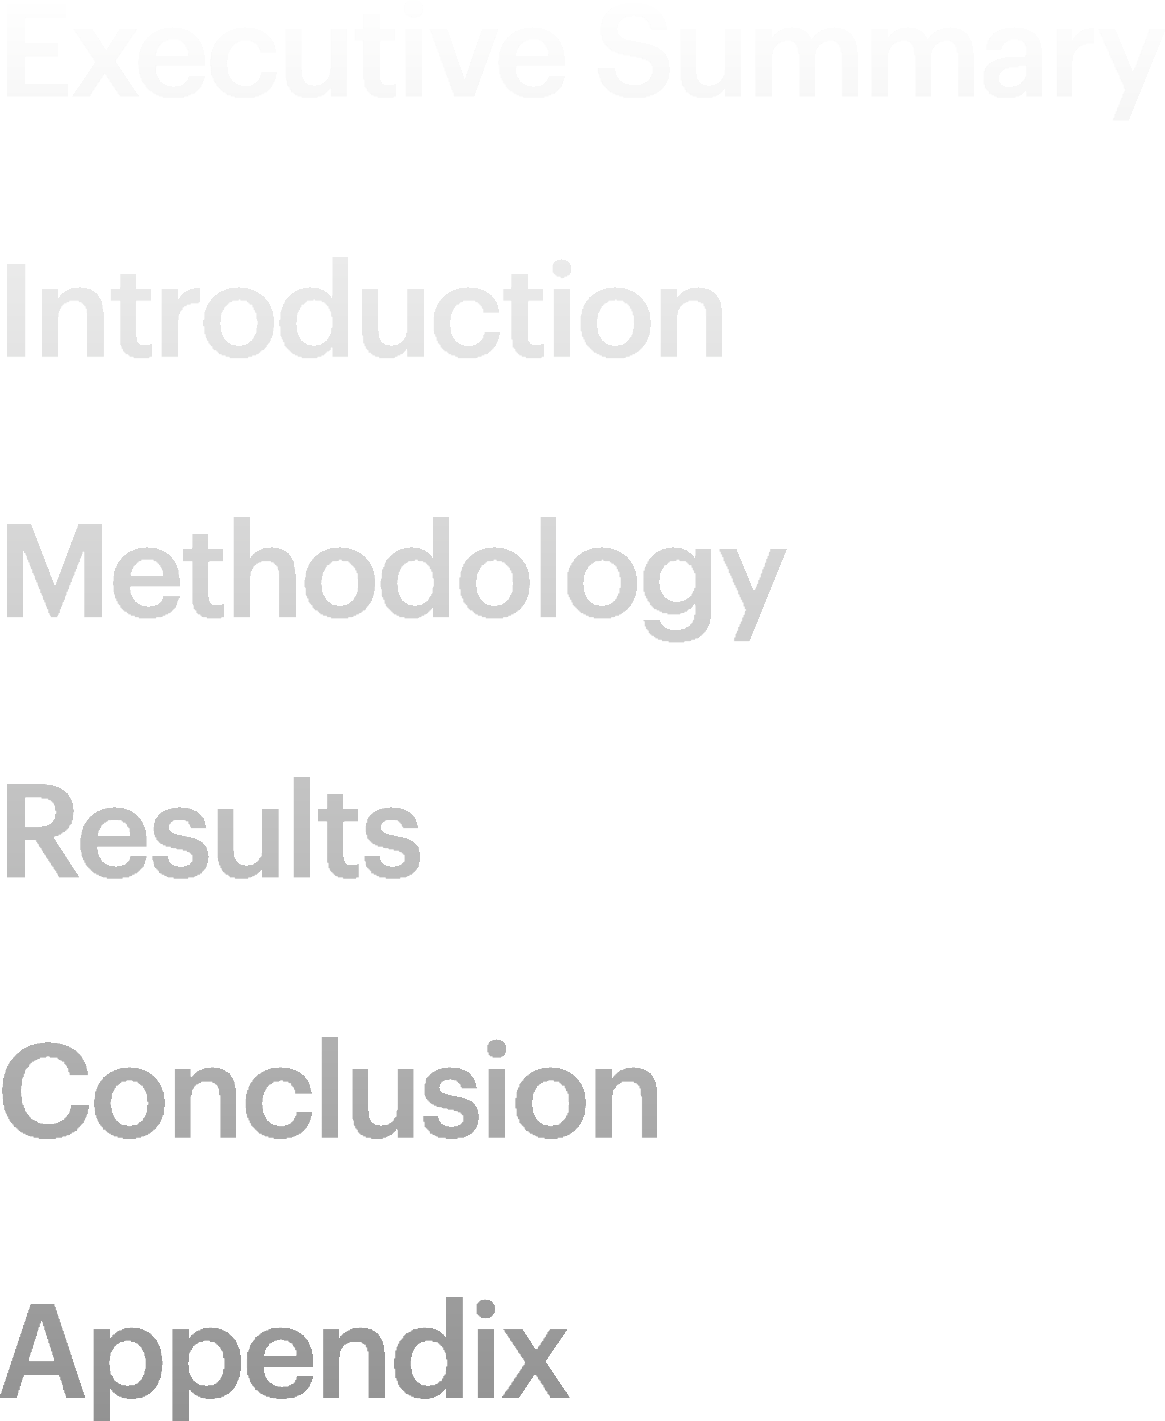 Executive Summary
Introduction
Methodology
Results
Conclusion
Appendix